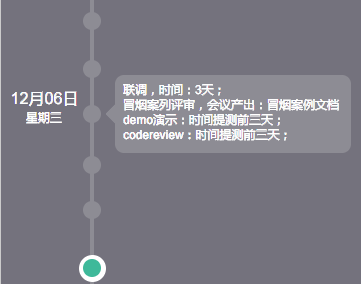 12月06日
星期三
联调，时间：3天；
冒烟案列评审，会议产出：冒烟案例文档
demo演示：时间提测前三天；
codereview：时间提测前三天；